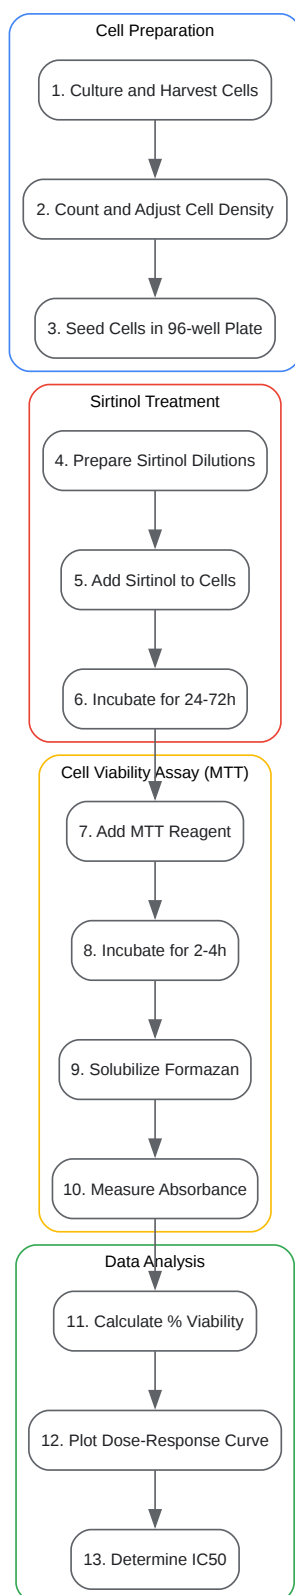 Cell Preparation
1. Culture and Harvest Cells
2. Count and Adjust Cell Density
3. Seed Cells in 96-well Plate
Sirtinol Treatment
4. Prepare Sirtinol Dilutions
5. Add Sirtinol to Cells
6. Incubate for 24-72h
Cell Viability Assay (MTT)
7. Add MTT Reagent
8. Incubate for 2-4h
9. Solubilize Formazan
10. Measure Absorbance
Data Analysis
11. Calculate % Viability
12. Plot Dose-Response Curve
13. Determine IC50